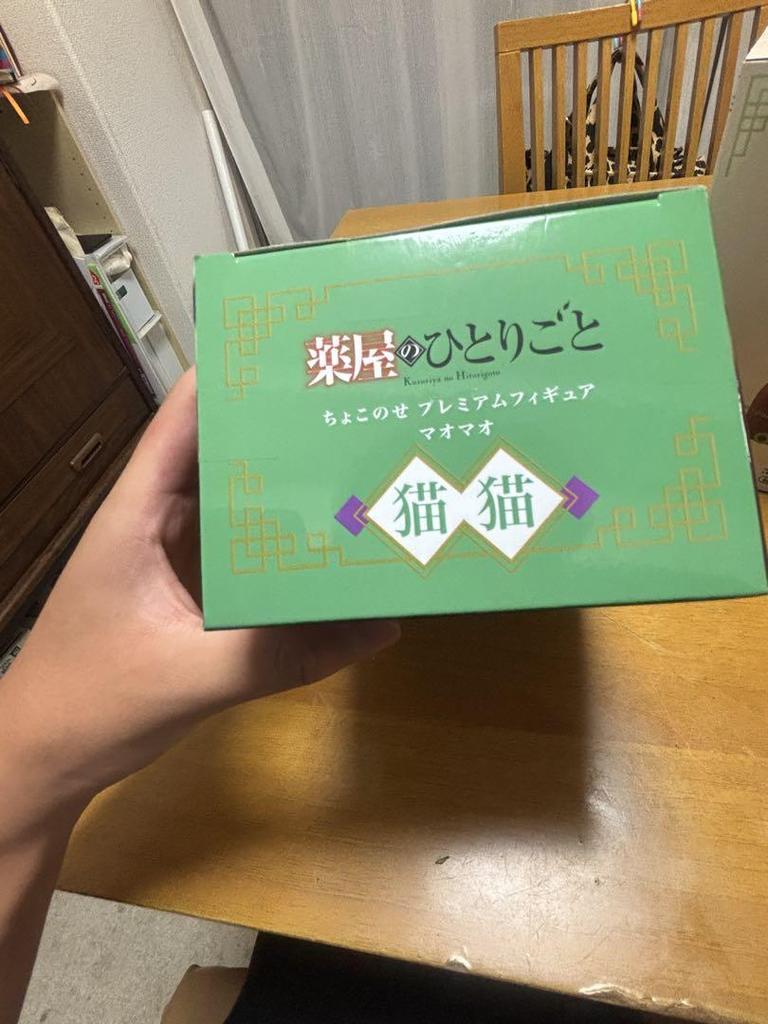 薬屋のひとりごと
Kusuriya no Hitorigoto
ちょこのせ プレミアムフィギュア
マオマオ
猫猫